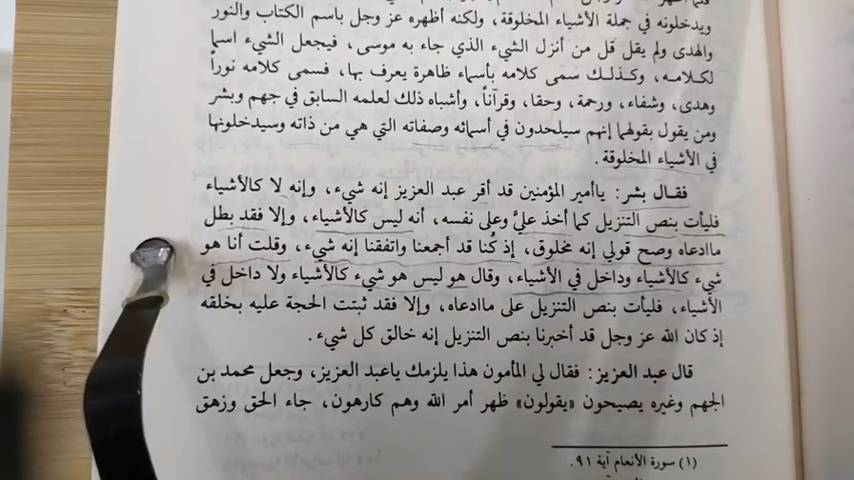 ويدخلونه في جملة الأشياء المخلوقة، ولكنه أظهره عز وجل باسم الكتاب والنور
والهدى ولم يقل قل من أنزل الشيء الذي جاء به موسى، فيجعل الشيء اسما
لكلامه، وكذلك سمى كلامه بأسماء ظاهرة يعرف بها، فسمى كلامه نوراً
وهدى، وشفاء، ورحمة، وحقا، وقرآناً، وأشباه ذلك لعلمه السابق في جهم وبشر
ومن يقول بقولهما إنهم سيلحدون في أسمائه وصفاته التي هي من ذاته وسيدخلونها
في الأشياء المخلوقة.
فقال بشر: ياأمير المؤمنين قد أقر عبد العزيز إنه شيء، وإنه لا كالأشياء
فليأت بنص التنزيل كما أخذ عليَّ وعلى نفسه، أنه ليس كالأشياء، وإلا فقد بطل
ماادعاه وصح قولي إنه مخلوق، إذ كُنا قد أجمعنا واتفقنا إنه شيء، وقلت أنا هو
شيء كالأشياء وداخل في الأشياء، وقال هو ليس هو شيء كالأشياء ولا داخل في
الأشياء، فليأت بنص التنزيل على ماادعاه، وإلا فقد ثبتت الحجة عليه بخلقه
إذ كان الله عز وجل قد أخبرنا بنص التنزيل إنه خالق كل شيء.
قال عبد العزيز: فقال لي المأمون هذا يلزمك ياعبد العزيز، وجعل محمد بن
الجهم وغيره يصيحون «يقولون» ظهر أمر الله وهم كارهون، جاء الحق وزهق
(١) سورة الأنعام آية ٩١.